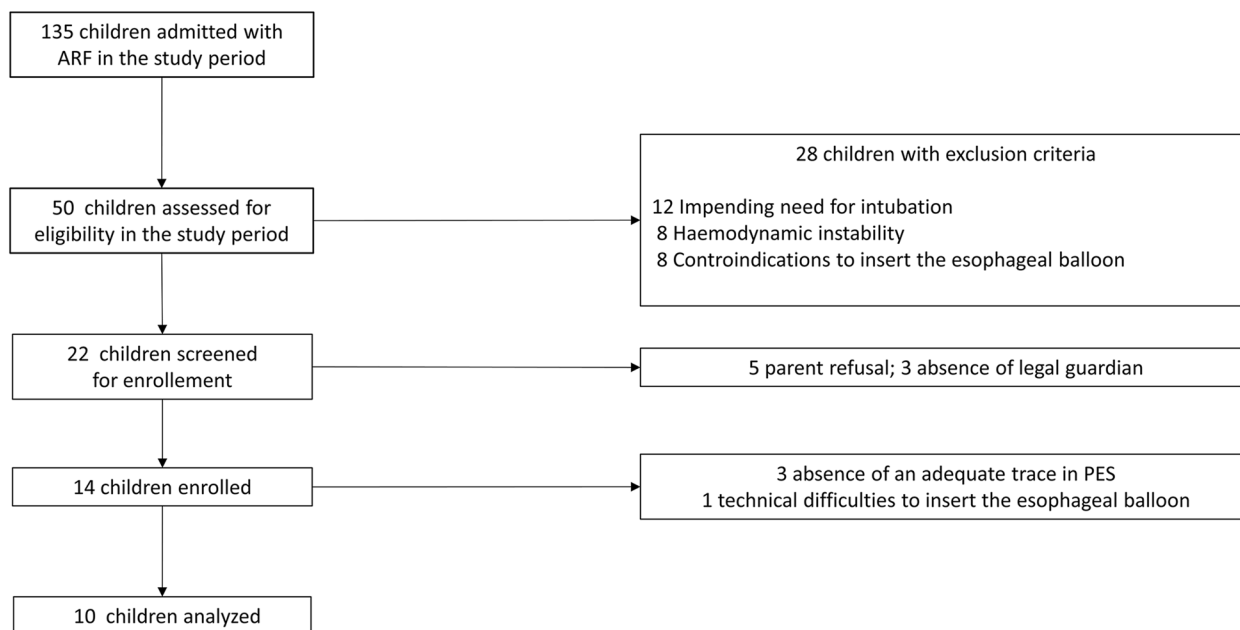 135 children admitted with
ARF in the study period
28 children with exclusion criteria
50 children assessed for
eligibility in the study period
12 Impending need for intubation
8 Haemodynamic instability
8 Controindications to insert the esophageal balloon
22 children screened
for enrollement
5 parent refusal; 3 absence of legal guardian
14 children enrolled
3 absence of an adequate trace in PES
1 technical difficulties to insert the esophageal balloon
10 children analyzed